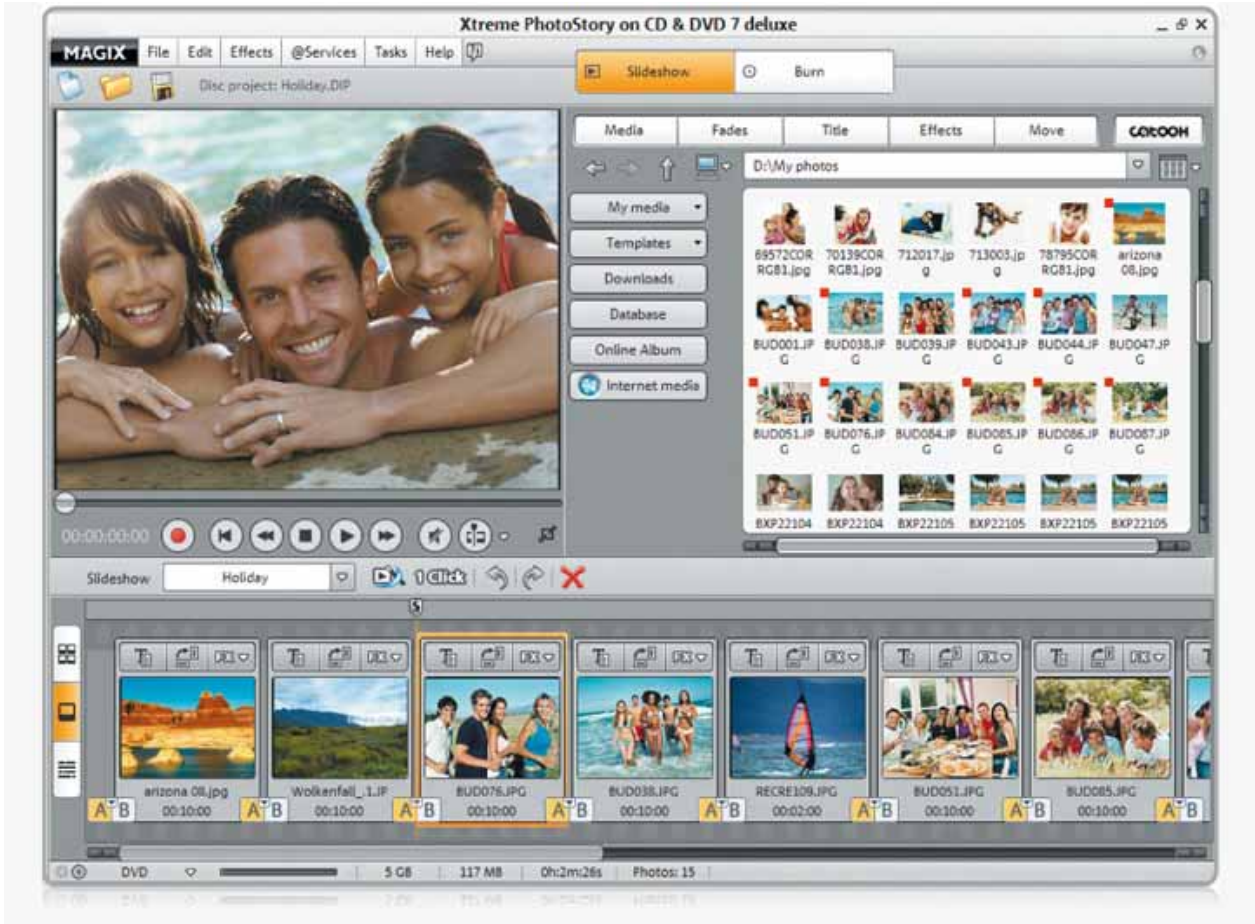 Xtreme PhotoStory on CD & DVD 7 deluxe
MAGIX File Edit Effects @Services Tasks Help
Disc project: Holiday.DIP
Slideshow Burn
Media Fades Title Effects Move catooh
D:\My photos
My media
Templates
Downloads
Database
Online Album
Internet media
69572COR 70139COR 712017.jp 713003.jp 78795COR arizona
RGB1.jpg RGB1.jpg g g RGB1.jpg 08.jpg
BUD001.JP BUD038.JP BUD039.JP BUD043.JP BUD044.JP BUD047.JP
G G G G G G
BUD051.JP BUD076.JP BUD084.JP BUD085.JP BUD086.JP BUD087.JP
G G G G G G
BXP22104 BXP22104 BXP22105 BXP22105 BXP22105 BXP22105
00:00:00:00
Slideshow Holiday 1Click
S
arizona 08.jpg Wolkenfall_.1.JP BUD076.JPG BUD038.JPG RECRE109.JPG BUD051.JPG BUD085.JPG
A B 00:10:00 A B 00:10:00 A B 00:10:00 A B 00:10:00 A B 00:02:00 A B 00:10:00 A B 00:10:00 A B
DVD 5 GB 117 MB 0h:2m:26s Photos: 15